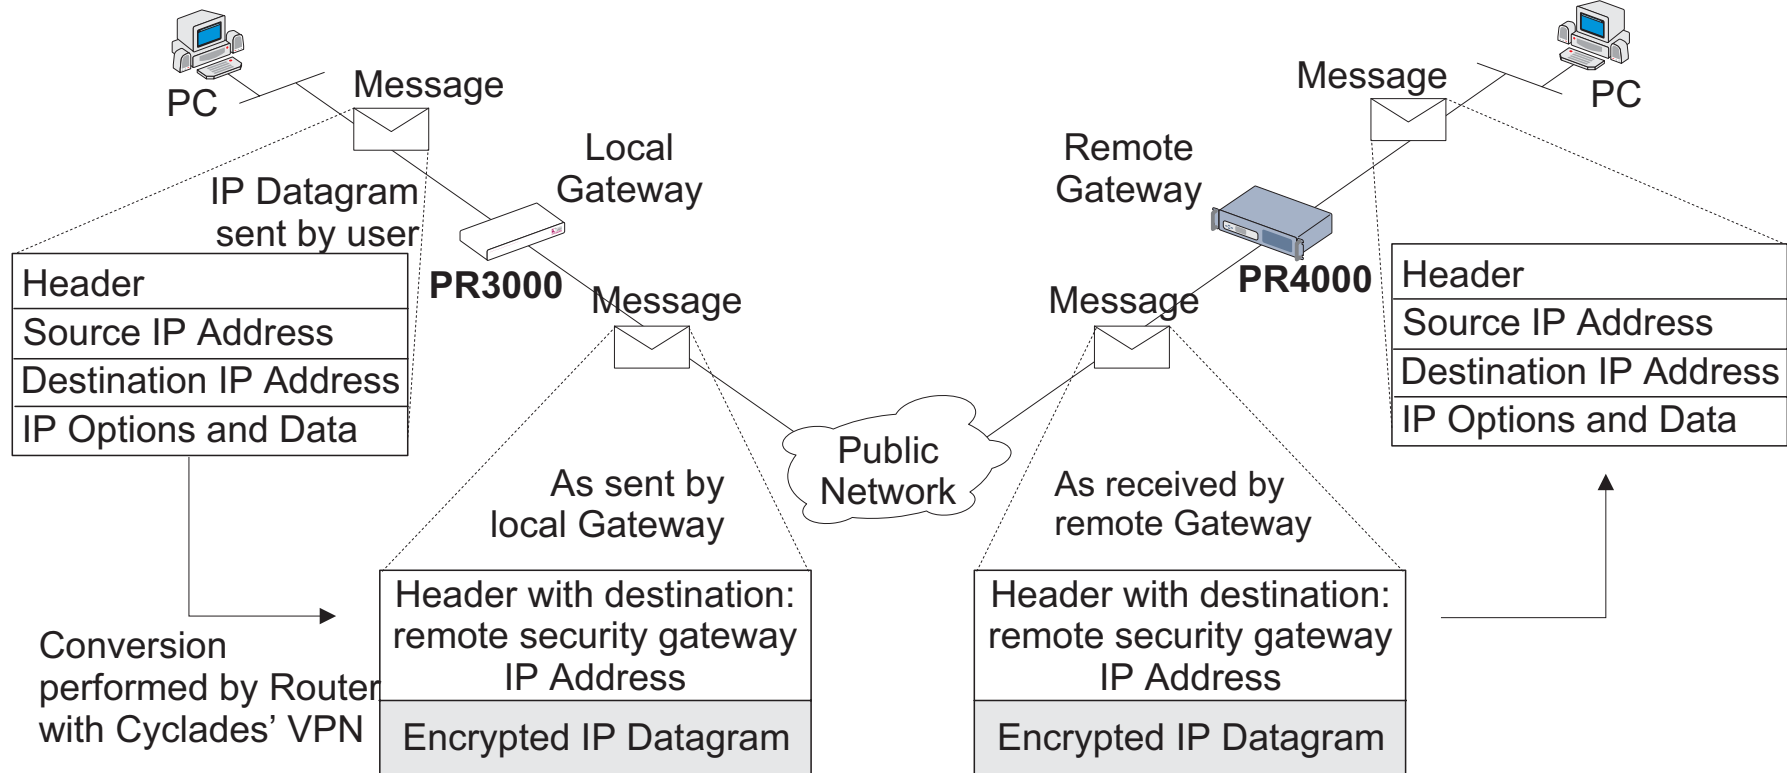 PC
Message
IP Datagram
sent by user
Local
Gateway
PR3000
Header
Source IP Address
Destination IP Address
IP Options and Data
Message
As sent by
local Gateway
Conversion
performed by Router
with Cyclades’ VPN
Header with destination:
remote security gateway
IP Address
Encrypted IP Datagram
Public
Network
Message
PC
Message
Remote
Gateway
PR4000
As received by
remote Gateway
Header with destination:
remote security gateway
IP Address
Encrypted IP Datagram
Header
Source IP Address
Destination IP Address
IP Options and Data